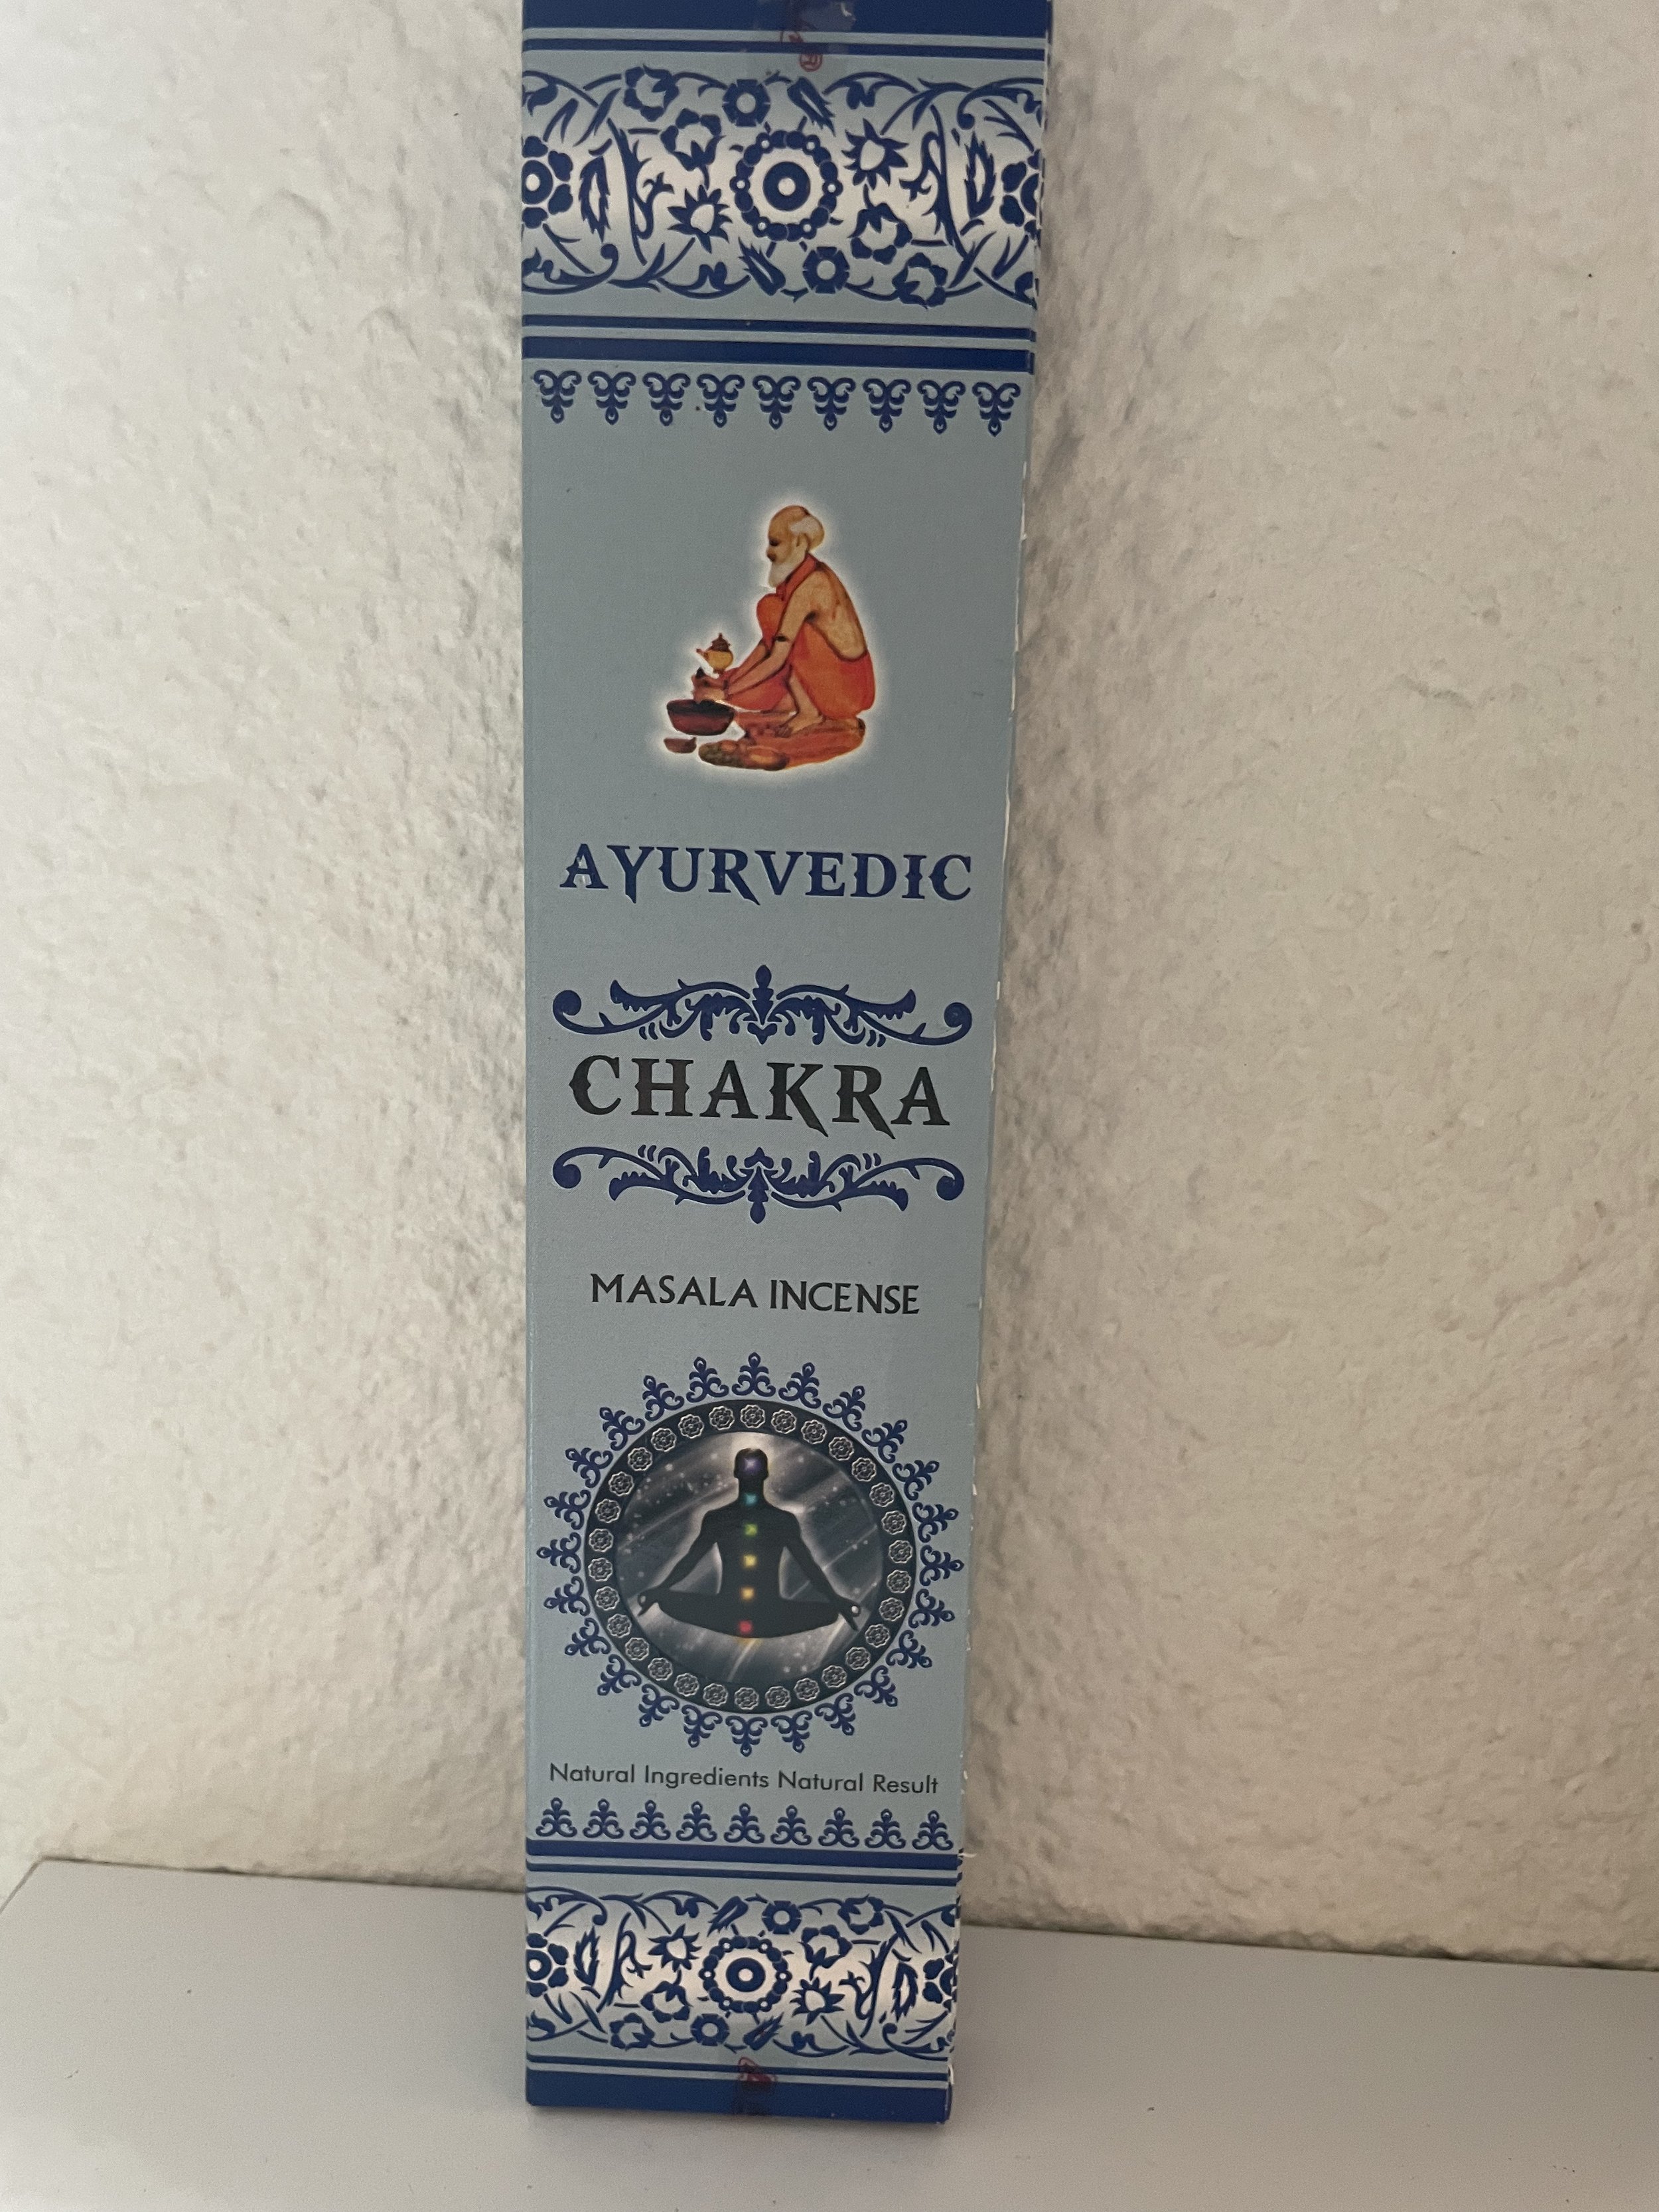 AYURVEDIC
CHAKRA
MASALA INCENSE
Natural Ingredients Natural Result